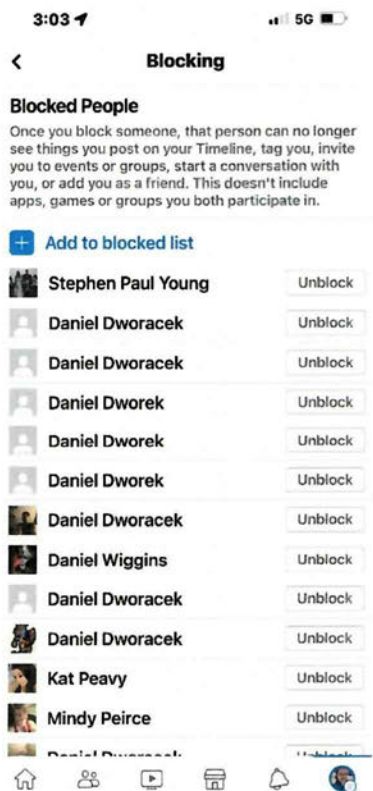 3:03
5G
Blocking
Blocked People
Once you block someone, that person can no longer
see things you post on your Timeline, tag you, invite
you to events or groups, start a conversation with
you, or add you as a friend. This doesn't include
apps, games or groups you both participate in.
Add to blocked list
Stephen Paul Young Unblock
Daniel Dworacek Unblock
Daniel Dworacek Unblock
Daniel Dworek Unblock
Daniel Dworek Unblock
Daniel Dworek Unblock
Daniel Dworacek Unblock
Daniel Wiggins Unblock
Daniel Dworacek Unblock
Daniel Dworacek Unblock
Kat Peavy Unblock
Mindy Peirce Unblock